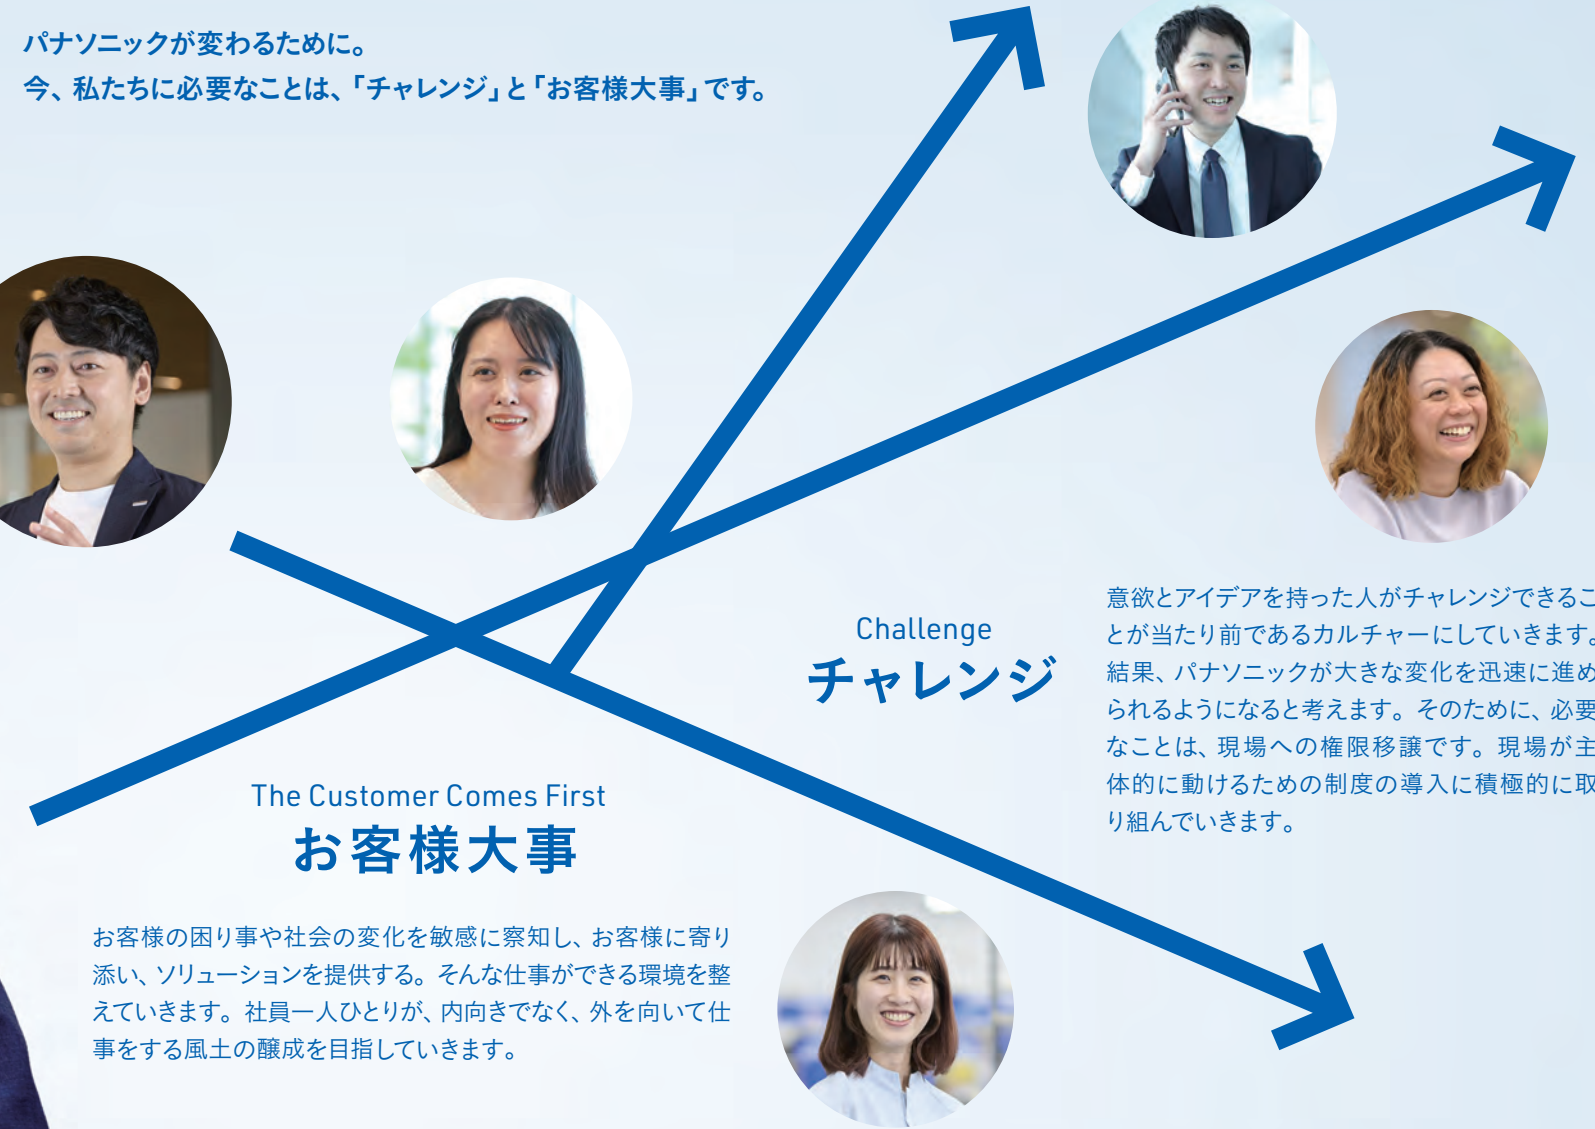 パナソニックが変わるために。
今、私たちに必要なことは、「チャレンジ」と「お客様大事」です。
Challenge
チャレンジ
意欲とアイデアを持った人がチャレンジできるこ
とが当たり前であるカルチャーにしていきます。
結果、パナソニックが大きな変化を迅速に進め
られるようになると考えます。そのために、必要
なことは、現場への権限移譲です。現場が主
体的に動けるための制度の導入に積極的に取
り組んでいきます。
The Customer Comes First
お客様大事
お客様の困り事や社会の変化を敏感に察知し、お客様に寄り
添い、ソリューションを提供する。そんな仕事ができる環境を整
えていきます。社員一人ひとりが、内向きでなく、外を向いて仕
事をする風土の醸成を目指していきます。